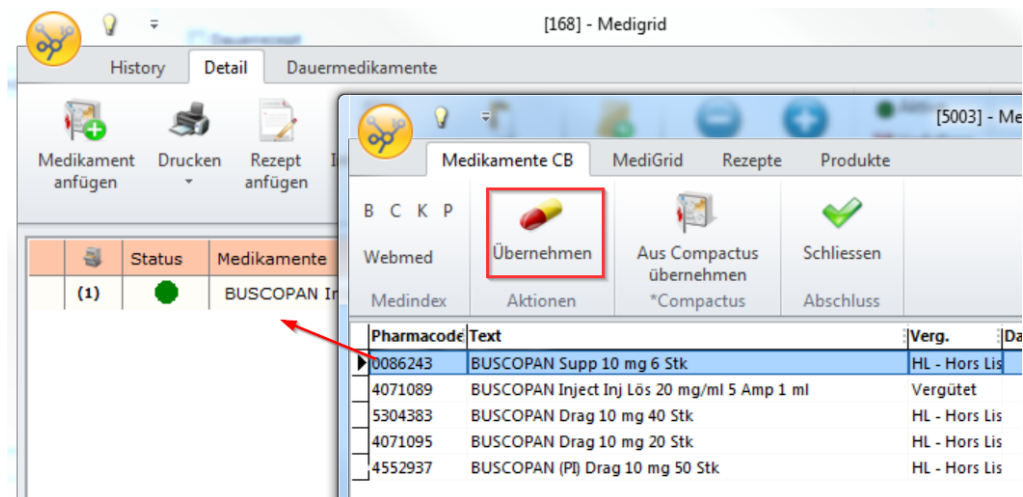 [168] - Medigrid
History Detail Dauermedikamente
Medikament anfügen
Drucken
Rezept anfügen
Status Medikamente
(1) BUSCOPAN In
[5003] - Me
Medikamente CB MediGrid Rezepte Produkte
B C K P
Webmed
Medindex
Übernehmen
Aktionen
Aus Compactus übernehmen
*Compactus
Schliessen
Abschluss
Pharmacode Text Verg. Da
0086243 BUSCOPAN Supp 10 mg 6 Stk HL - Hors Lis
4071089 BUSCOPAN Inject Inj Lös 20 mg/ml 5 Amp 1 ml Vergütet
5304383 BUSCOPAN Drag 10 mg 40 Stk HL - Hors Lis
4071095 BUSCOPAN Drag 10 mg 20 Stk HL - Hors Lis
4552937 BUSCOPAN (PI) Drag 10 mg 50 Stk HL - Hors Lis